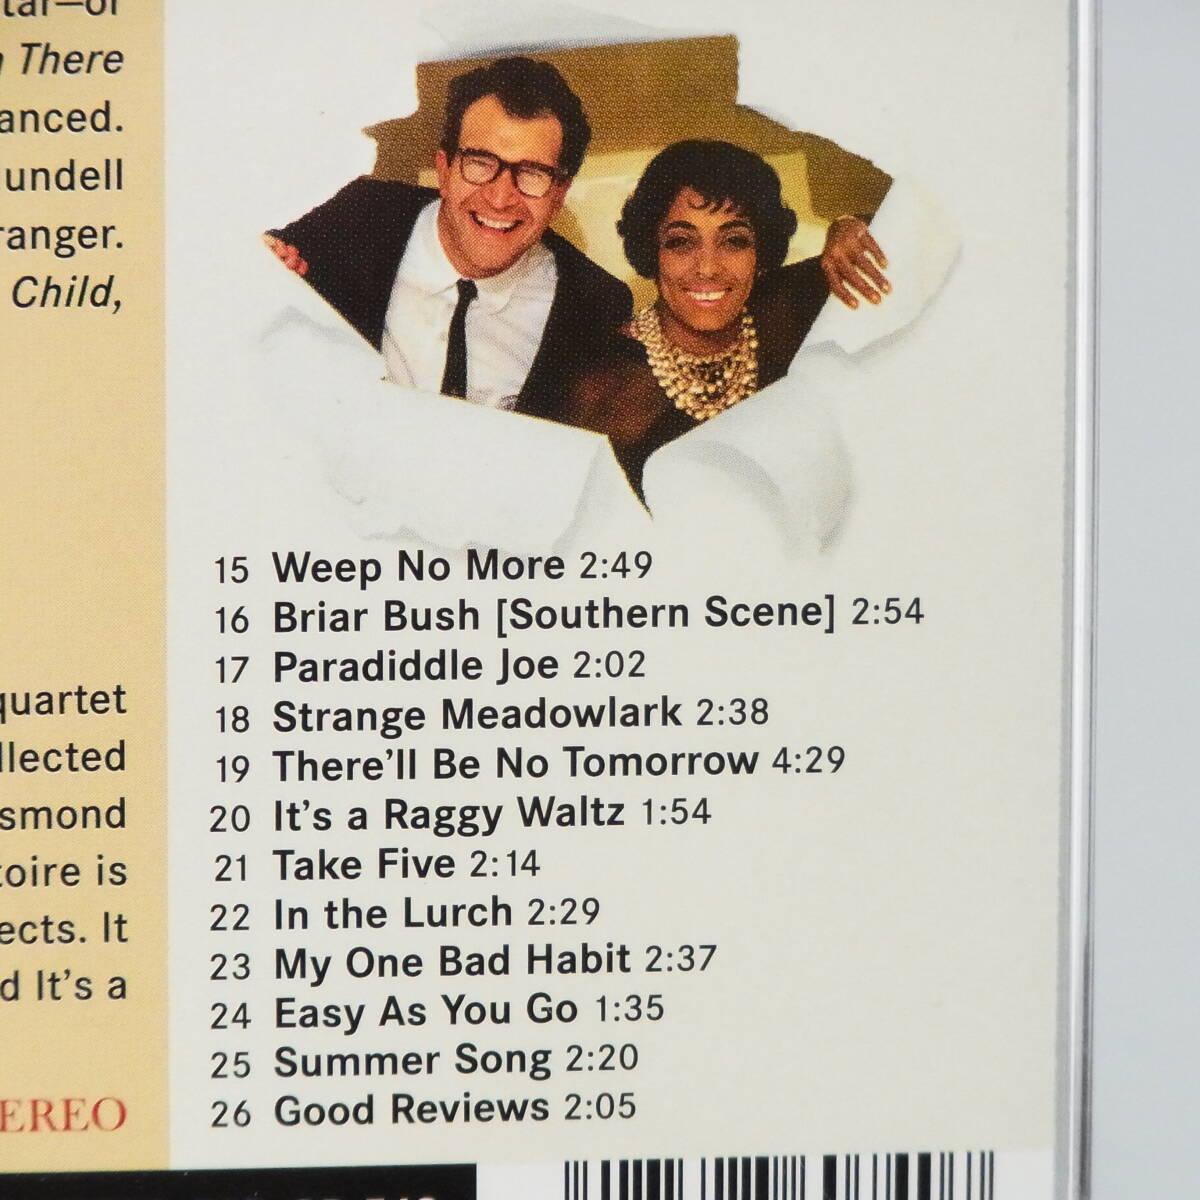 There
anced.
undell
ranger.
Child,
quartet
llected
smond
toire is
ects. It
d It's a
EREO
15 Weep No More 2:49
16 Briar Bush [Southern Scene] 2:54
17 Paradiddle Joe 2:02
18 Strange Meadowlark 2:38
19 There'll Be No Tomorrow 4:29
20 It's a Raggy Waltz 1:54
21 Take Five 2:14
22 In the Lurch 2:29
23 My One Bad Habit 2:37
24 Easy As You Go 1:35
25 Summer Song 2:20
26 Good Reviews 2:05